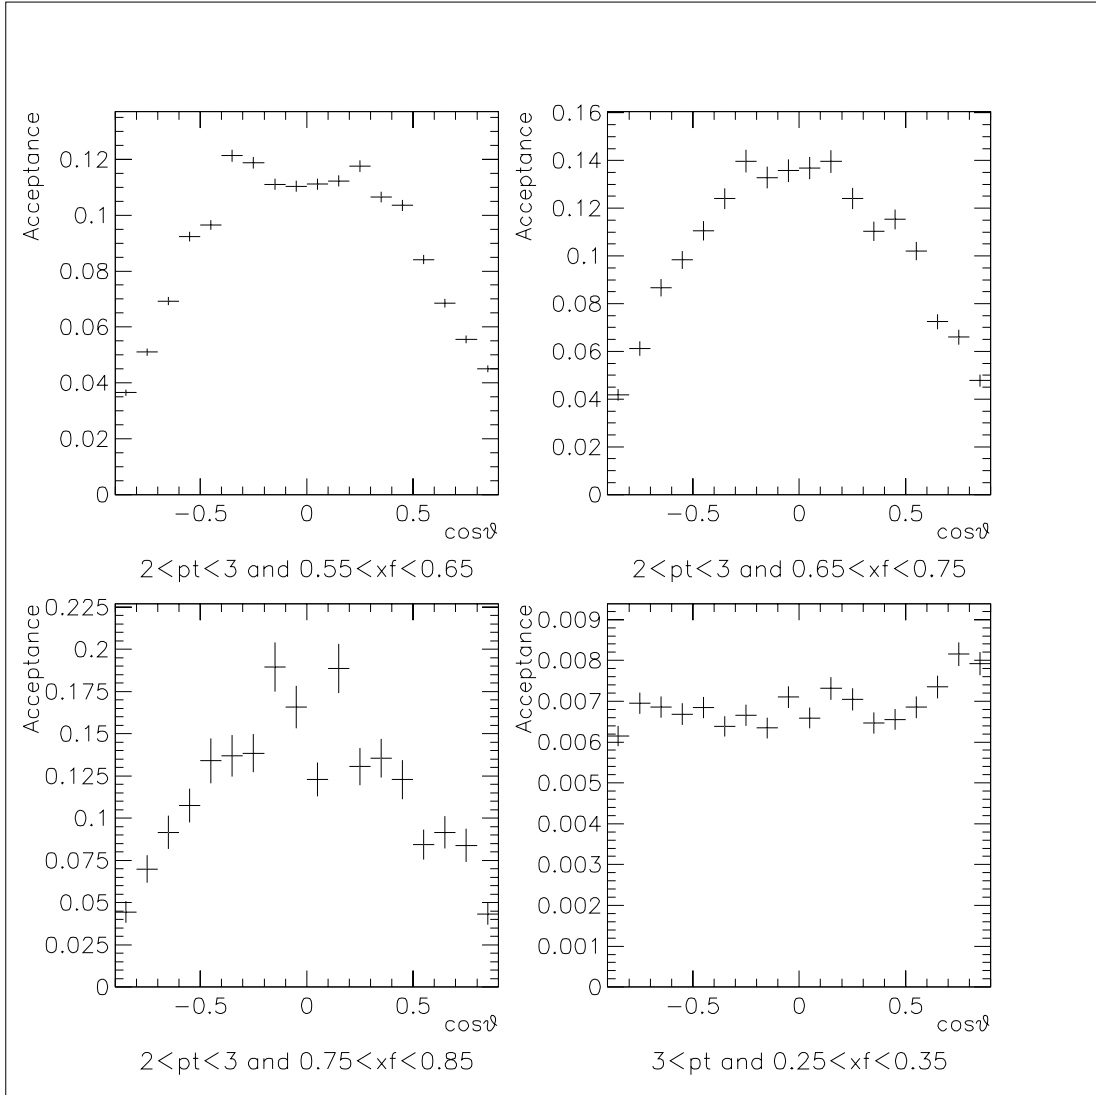 Acceptance
0.12
0.1
0.08
0.06
0.04
0.02
0
−0.5 0 0.5
cosϑ
2<pt<3 and 0.55<xf<0.65
Acceptance
0.16
0.14
0.12
0.1
0.08
0.06
0.04
0.02
0
−0.5 0 0.5
cosϑ
2<pt<3 and 0.65<xf<0.75
Acceptance
0.225
0.2
0.175
0.15
0.125
0.1
0.075
0.05
0.025
0
−0.5 0 0.5
cosϑ
2<pt<3 and 0.75<xf<0.85
Acceptance
0.009
0.008
0.007
0.006
0.005
0.004
0.003
0.002
0.001
0
−0.5 0 0.5
cosϑ
3<pt and 0.25<xf<0.35